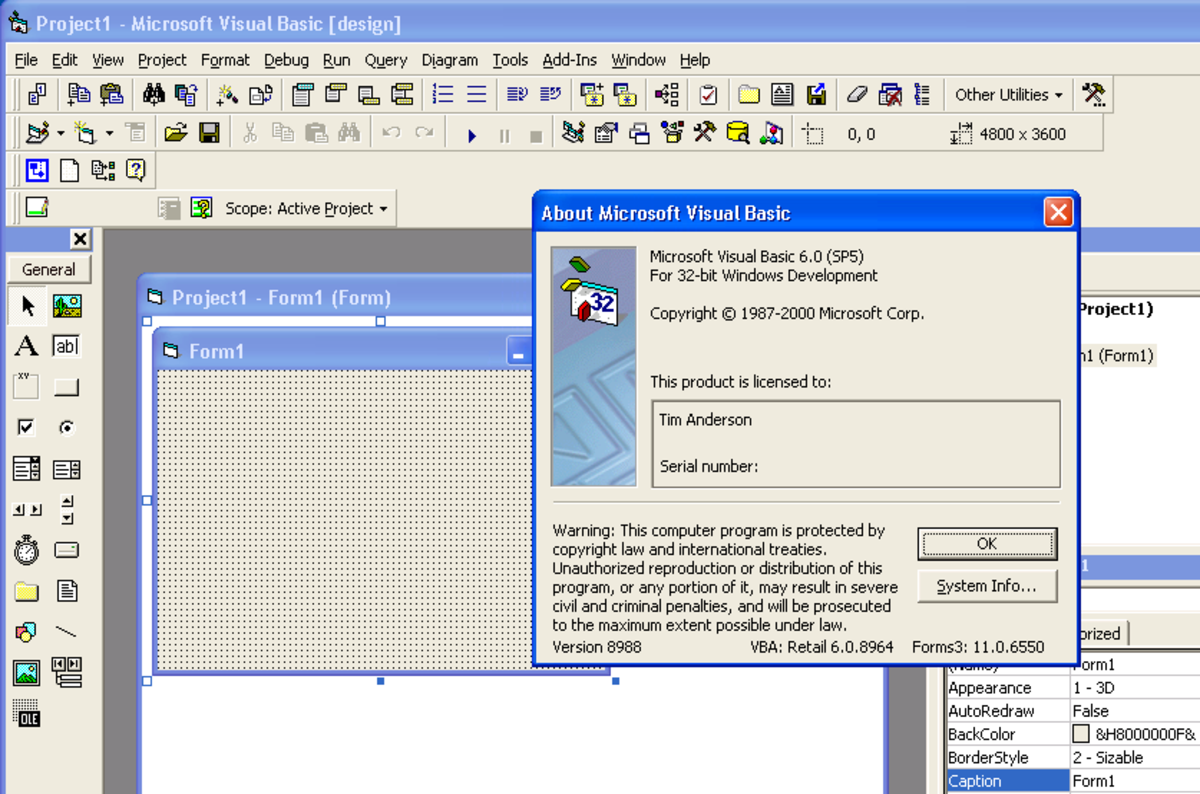 Project1 - Microsoft Visual Basic [design]
File Edit View Project Format Debug Run Query Diagram Tools Add-Ins Window Help
Other Utilities
0, 0 4800 x 3600
Scope: Active Project
General
A
ab|
XY
OLE
Project1 - Form1 (Form)
Form1
About Microsoft Visual Basic
32
Microsoft Visual Basic 6.0 (SP5)
For 32-bit Windows Development
Copyright © 1987-2000 Microsoft Corp.
This product is licensed to:
Tim Anderson
Serial number:
Warning: This computer program is protected by
copyright law and international treaties.
Unauthorized reproduction or distribution of this
program, or any portion of it, may result in severe
civil and criminal penalties, and will be prosecuted
to the maximum extent possible under law.
OK
System Info...
Version 8988 VBA: Retail 6.0.8964 Forms3: 11.0.6550
Project1)
(Form1)
(Name) Form1
Appearance 1 - 3D
AutoRedraw False
BackColor &H8000000F&
BorderStyle 2 - Sizable
Caption Form1